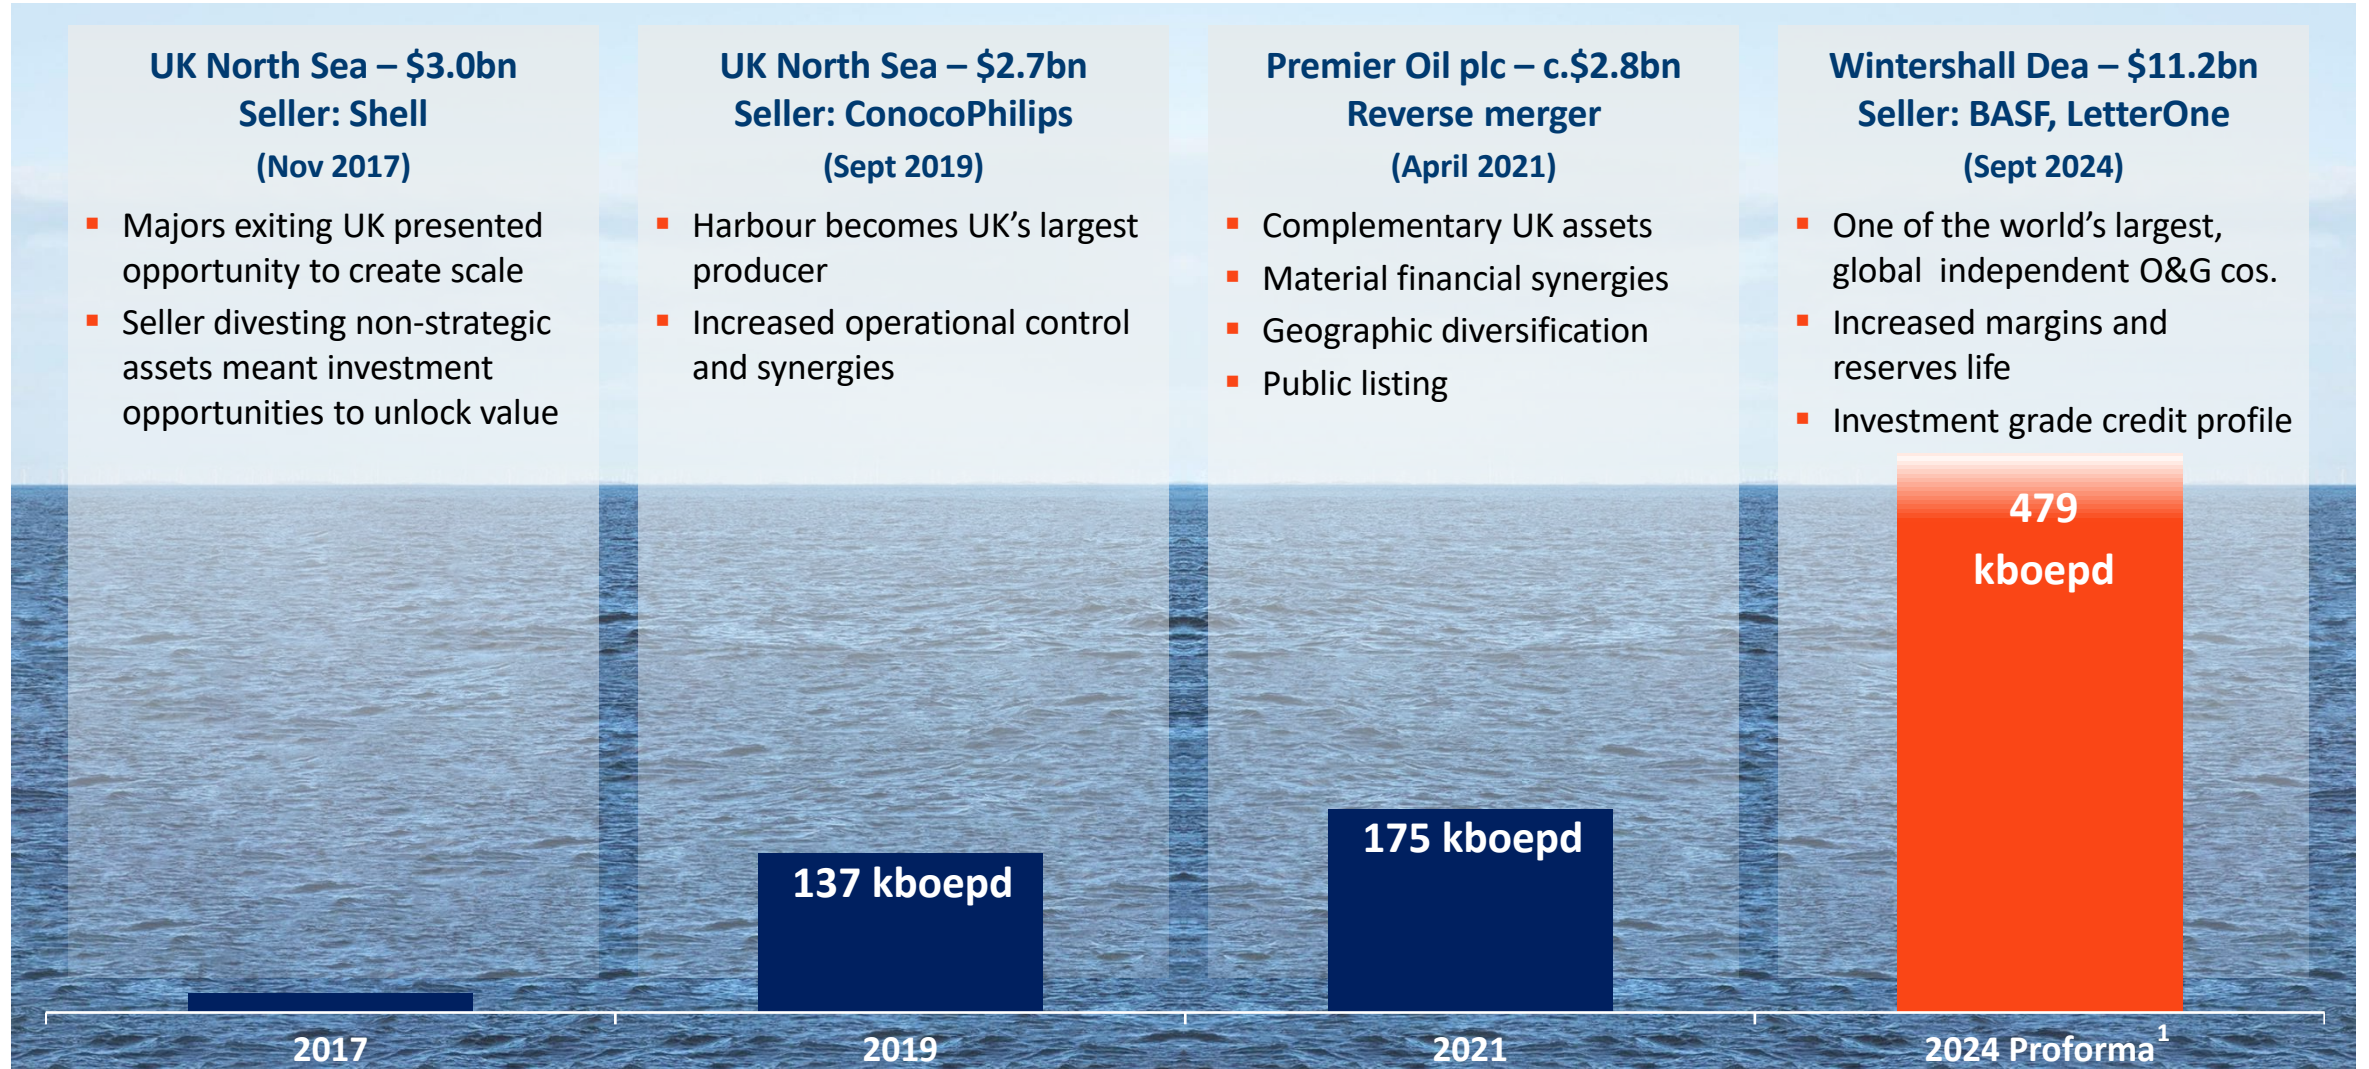 UK North Sea – $3.0bn
Seller: Shell
(Nov 2017)
▪ Majors exiting UK presented
opportunity to create scale
▪ Seller divesting non-strategic
assets meant investment
opportunities to unlock value
UK North Sea – $2.7bn
Seller: ConocoPhilips
(Sept 2019)
▪ Harbour becomes UK’s largest
producer
▪ Increased operational control
and synergies
137 kboepd
Premier Oil plc – c.$2.8bn
Reverse merger
(April 2021)
▪ Complementary UK assets
▪ Material financial synergies
▪ Geographic diversification
▪ Public listing
175 kboepd
Wintershall Dea – $11.2bn
Seller: BASF, LetterOne
(Sept 2024)
▪ One of the world’s largest,
global  independent O&G cos.
▪ Increased margins and
reserves life
▪ Investment grade credit profile
479
kboepd
2017
2019
2021
2024 Proforma¹